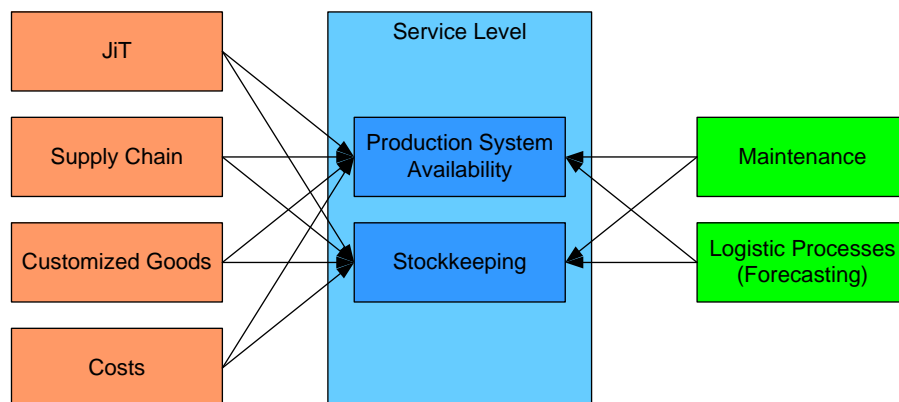 JiT
Service Level
Supply Chain
Production System
Availability
Maintenance
Customized Goods
Stockkeeping
Logistic Processes
(Forecasting)
Costs